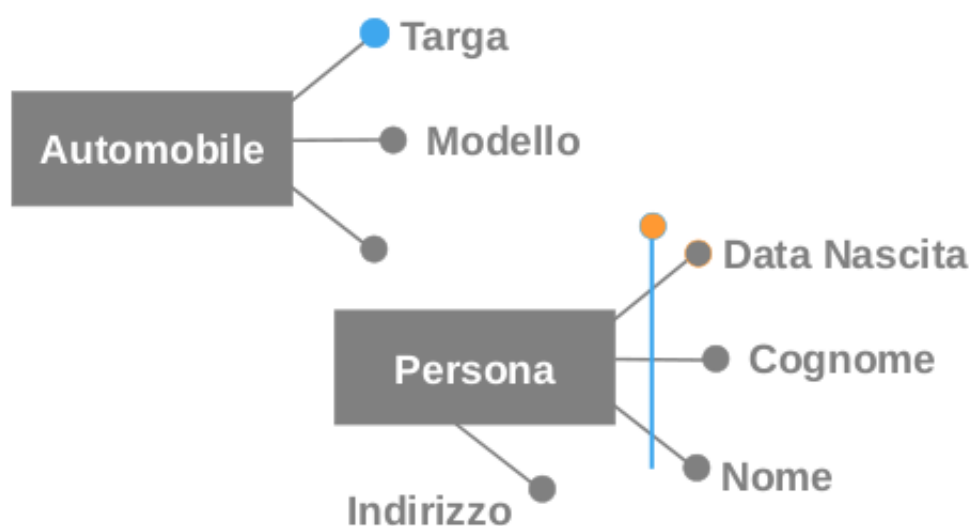 Targa
Automobile
Modello
Data Nascita
Persona
Cognome
Nome
Indirizzo